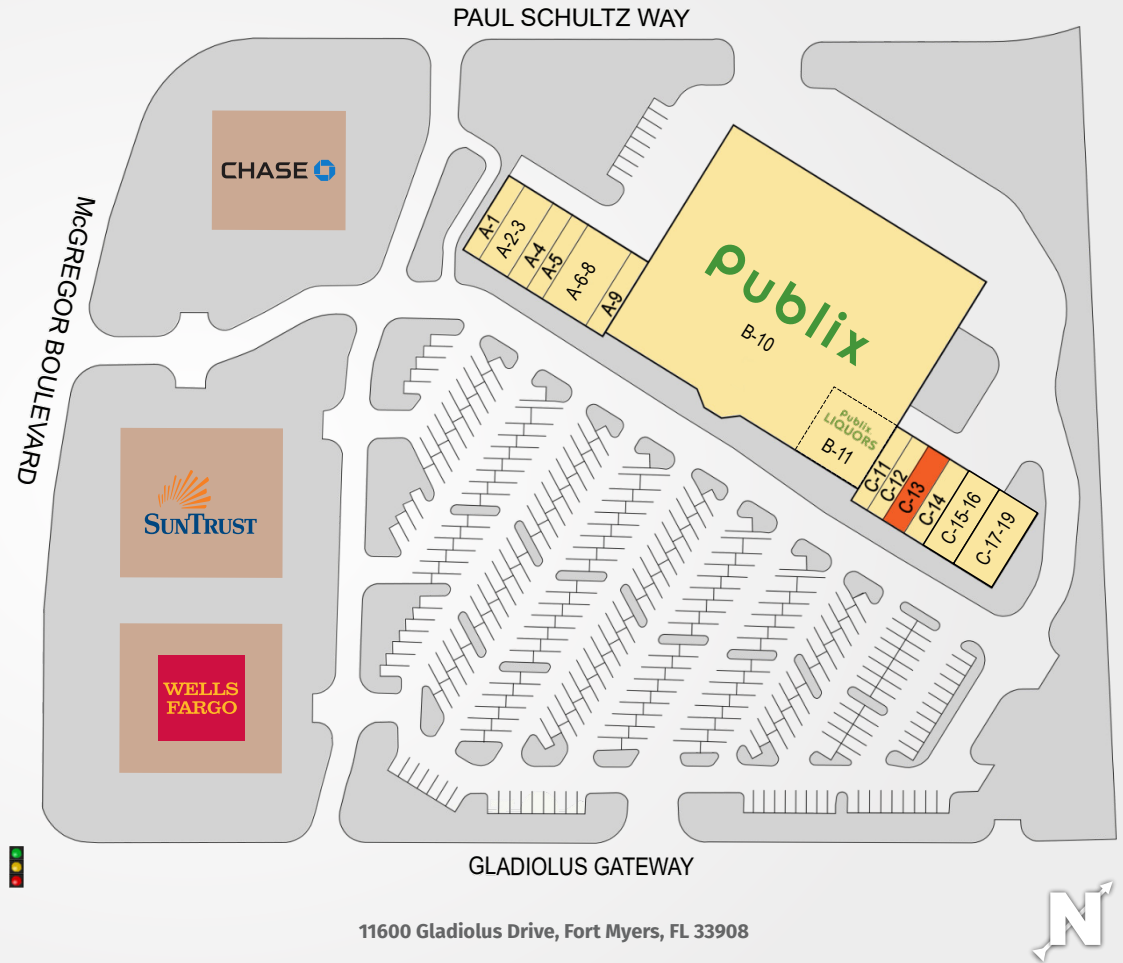 PAUL SCHULTZ WAY
CHASE
McGREGOR BOULEVARD
A-1
A-2-3
A-4
A-5
A-6-8
A-9
Publix
B-10
Publix
LIQUORS
B-11
C-11
C-12
C-13
C-14
C-15-16
C-17-19
SUNTRUST
WELLS
FARGO
GLADIOLUS GATEWAY
11600 Gladiolus Drive, Fort Myers, FL 33908
N